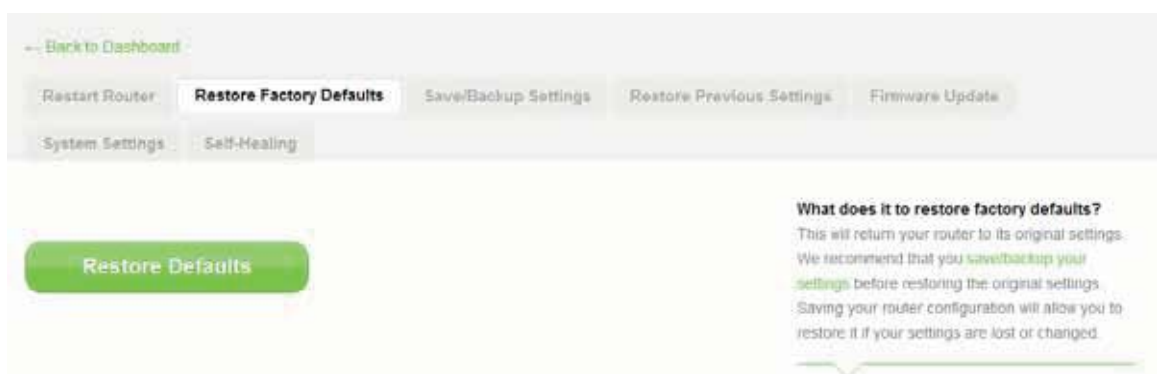 ← Back to Dashboard
Restart Router Restore Factory Defaults Save/Backup Settings Restore Previous Settings Firmware Update
System Settings Self-Healing
What does it to restore factory defaults?
This will return your router to its original settings.
We recommend that you save/backup your
settings before restoring the original settings.
Saving your router configuration will allow you to
restore it if your settings are lost or changed.
Restore Defaults